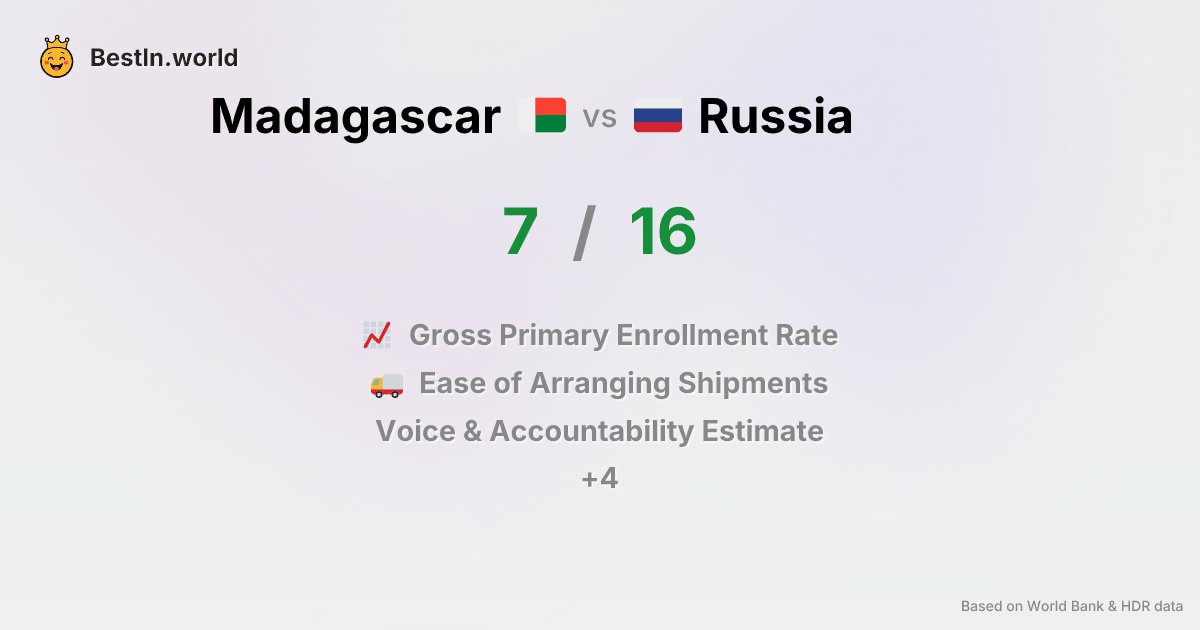 BestIn.world
Madagascar vs Russia
7 / 16
Gross Primary Enrollment Rate
Ease of Arranging Shipments
Voice & Accountability Estimate
+4
Based on World Bank & HDR data